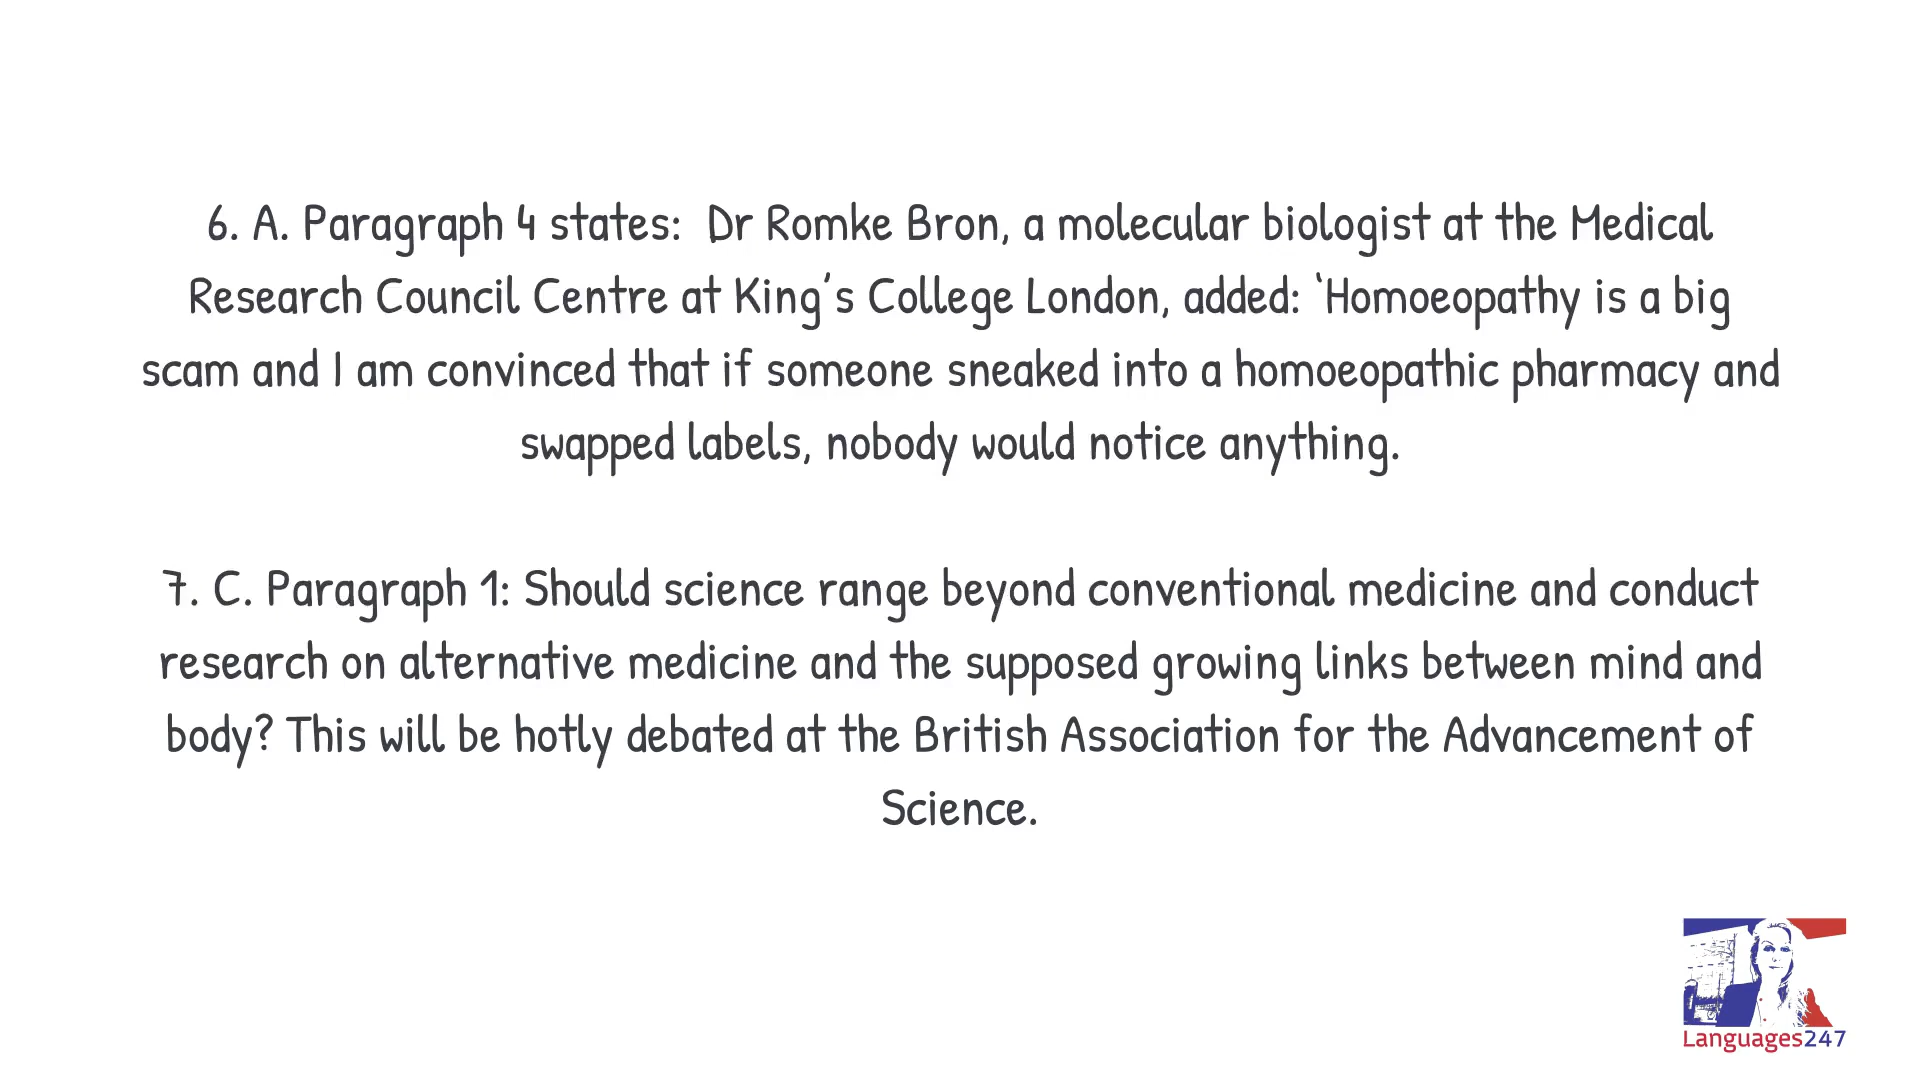 6. A. Paragraph 4 states:  Dr Romke Bron, a molecular biologist at the Medical
Research Council Centre at King’s College London, added: ‘Homoeopathy is a big
scam and I am convinced that if someone sneaked into a homoeopathic pharmacy and
swapped labels, nobody would notice anything.
7. C. Paragraph 1: Should science range beyond conventional medicine and conduct
research on alternative medicine and the supposed growing links between mind and
body? This will be hotly debated at the British Association for the Advancement of
Science.
Languages247